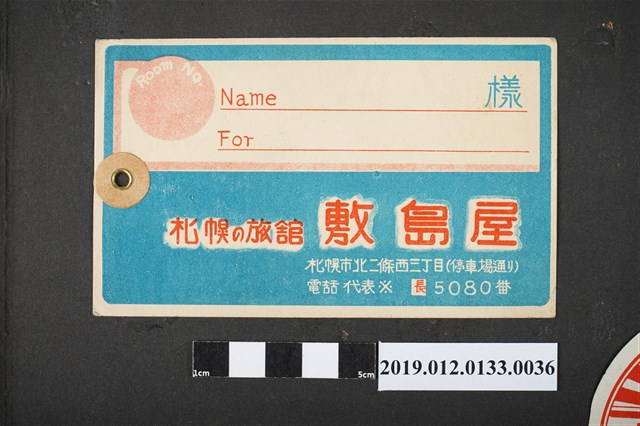 Room No.
Name 樣
For
札幌の旅舘 敷島屋
札幌市北二條西三丁目(停車場通り)
電話 代表※ 長 5080番
1cm 5cm
2019.012.0133.0036